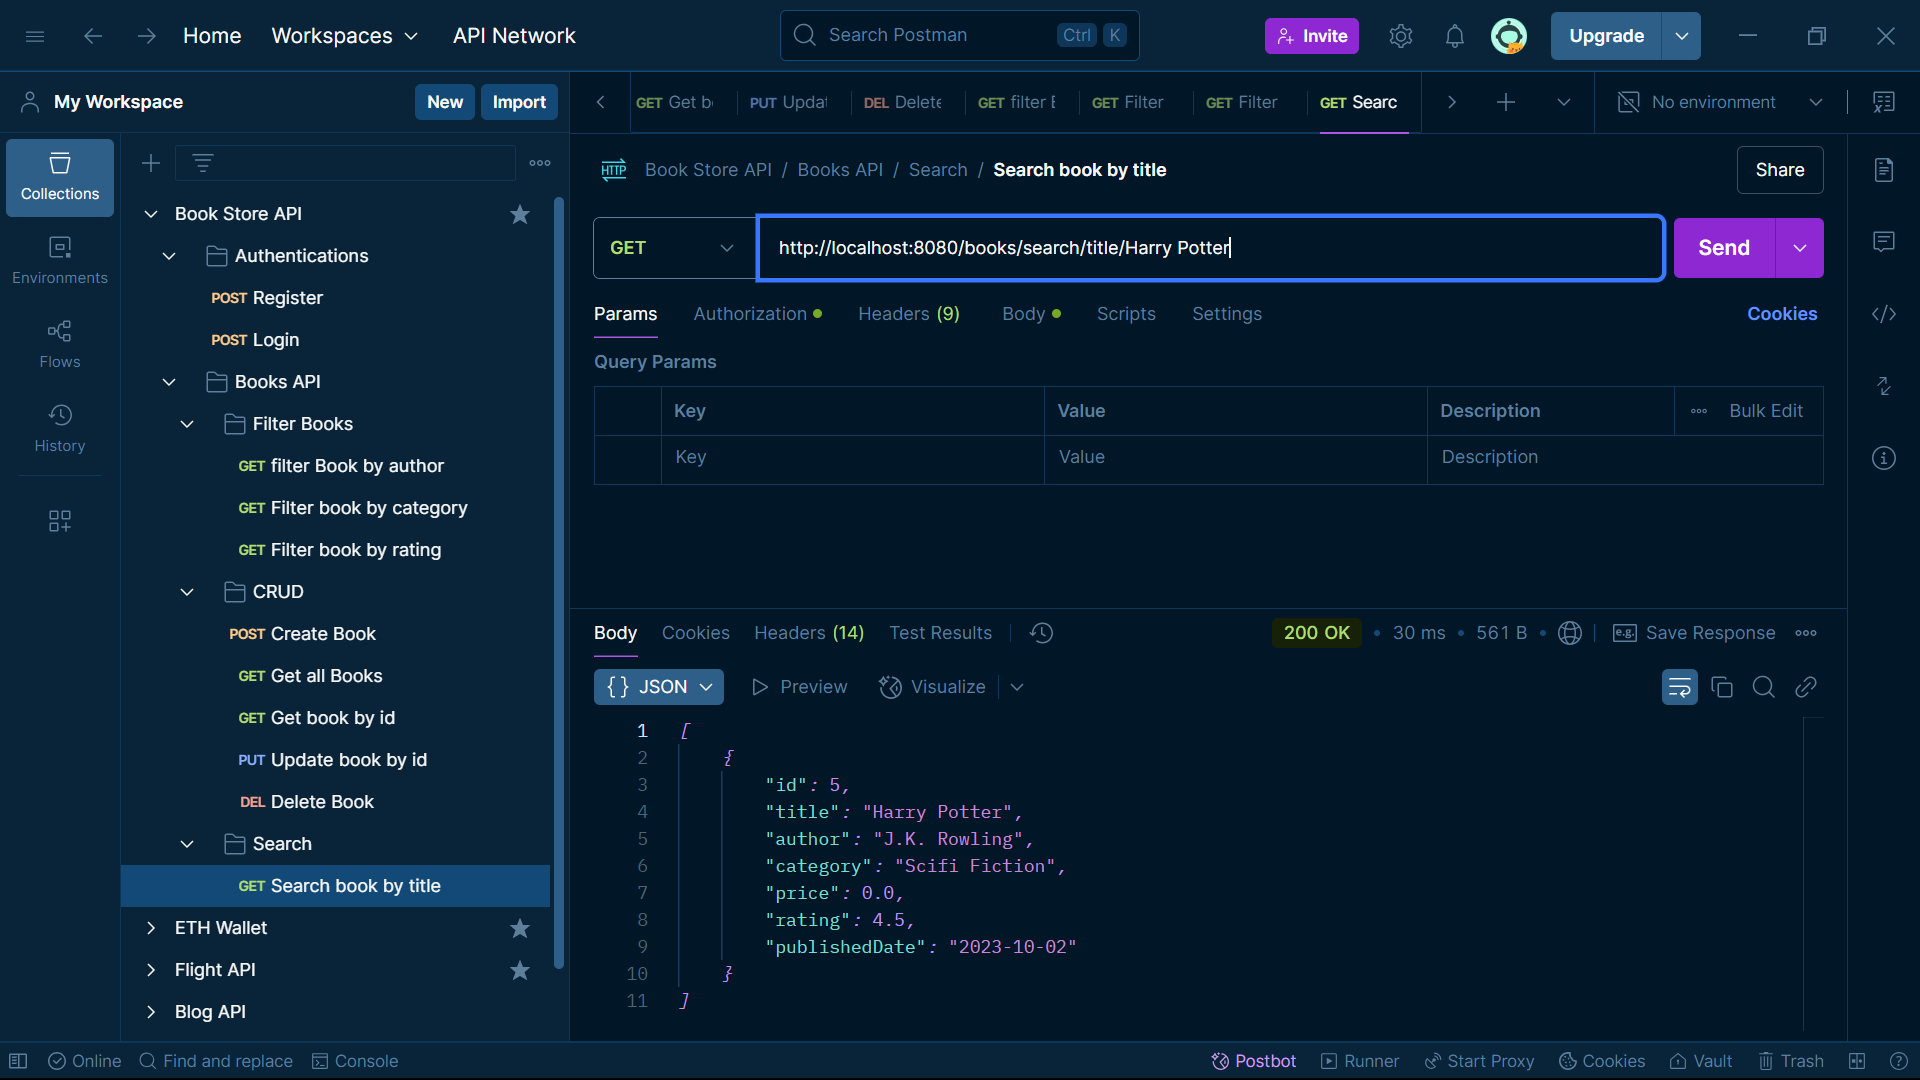 Home Workspaces API Network Search Postman Ctrl K Invite Upgrade
My Workspace New Import
GET Get b PUT Updat DEL Delete GET filter E GET Filter GET Filter GET Searc No environment
Collections
Environments
Flows
History
Book Store API
Authentications
POST Register
POST Login
Books API
Filter Books
GET filter Book by author
GET Filter book by category
GET Filter book by rating
CRUD
POST Create Book
GET Get all Books
GET Get book by id
PUT Update book by id
DEL Delete Book
Search
GET Search book by title
ETH Wallet
Flight API
Blog API
HTTP Book Store API / Books API / Search / Search book by title Share
GET http://localhost:8080/books/search/title/Harry Potter Send
Params Authorization Headers (9) Body Scripts Settings Cookies
Query Params
Key Value Description Bulk Edit
Key Value Description
Body Cookies Headers (14) Test Results 200 OK • 30 ms • 561 B • e.g. Save Response
{} JSON Preview Visualize
1 [
2 {
3 "id": 5,
4 "title": "Harry Potter",
5 "author": "J.K. Rowling",
6 "category": "Scifi Fiction",
7 "price": 0.0,
8 "rating": 4.5,
9 "publishedDate": "2023-10-02"
10 }
11 ]
Online Find and replace Console Postbot Runner Start Proxy Cookies Vault Trash